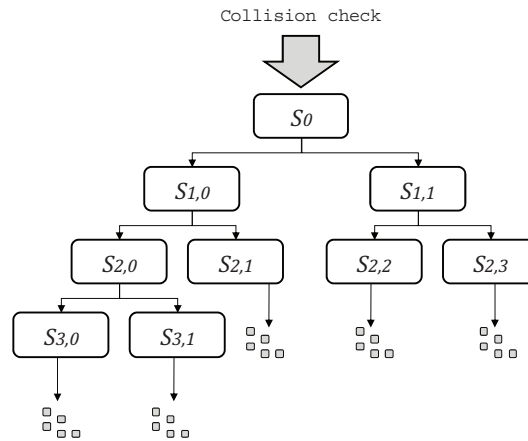 Collision check
S0
S1,0
S1,1
S2,0
S2,1
S2,2
S2,3
S3,0
S3,1